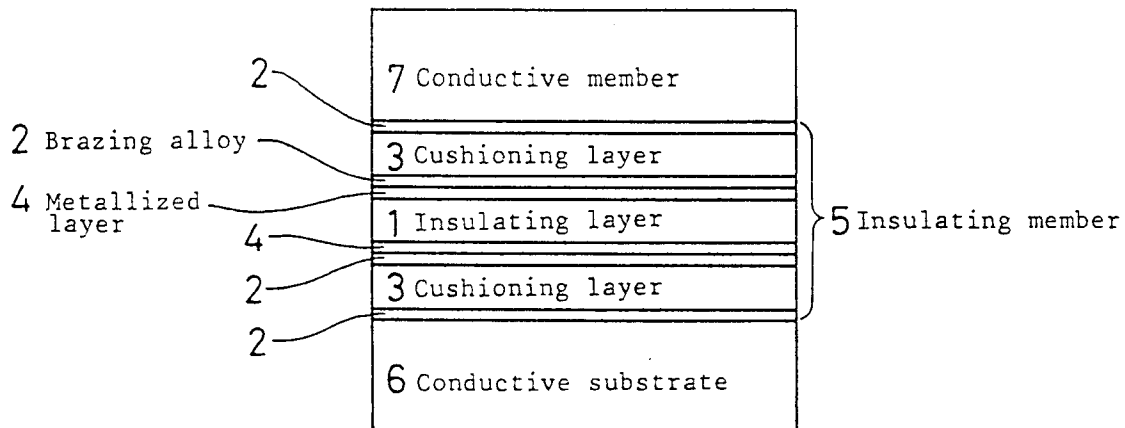 2
7 Conductive member
2 Brazing alloy
3 Cushioning layer
4 Metallized
layer
1 Insulating layer
5 Insulating member
4
2
3 Cushioning layer
2
6 Conductive substrate